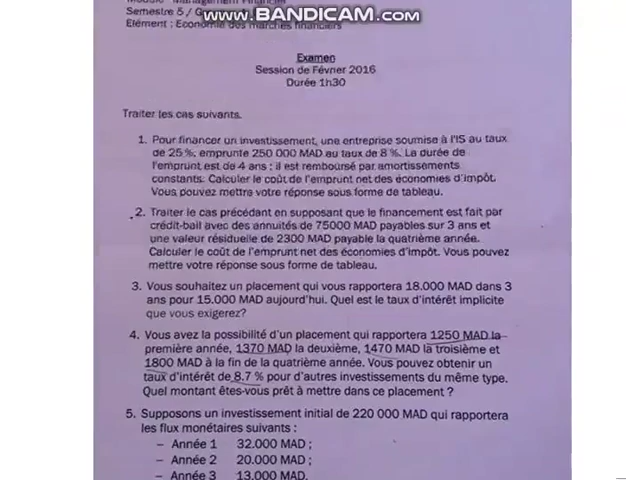 www.BANDICAM.com
Module : Management Financier
Semestre 5 /
Elément : Economie des marchés financiers
Examen
Session de Février 2016
Durée 1h30
Traiter les cas suivants.
1. Pour financer un investissement, une entreprise soumise à l'IS au taux
de 25 %, emprunte 250 000 MAD au taux de 8 %. La durée de
l'emprunt est de 4 ans ; il est remboursé par amortissements
constants. Calculer le coût de l'emprunt net des économies d'impôt.
Vous pouvez mettre votre réponse sous forme de tableau.
2. Traiter le cas précédant en supposant que le financement est fait par
crédit-bail avec des annuités de 75000 MAD payables sur 3 ans et
une valeur résiduelle de 2300 MAD payable la quatrième année.
Calculer le coût de l'emprunt net des économies d'impôt. Vous pouvez
mettre votre réponse sous forme de tableau.
3. Vous souhaitez un placement qui vous rapportera 18.000 MAD dans 3
ans pour 15.000 MAD aujourd'hui. Quel est le taux d'intérêt implicite
que vous exigerez?
4. Vous avez la possibilité d'un placement qui rapportera 1250 MAD la
première année, 1370 MAD la deuxième, 1470 MAD la troisième et
1800 MAD à la fin de la quatrième année. Vous pouvez obtenir un
taux d'intérêt de 8.7 % pour d'autres investissements du même type.
Quel montant êtes-vous prêt à mettre dans ce placement ?
5. Supposons un investissement initial de 220 000 MAD qui rapportera
les flux monétaires suivants :
– Année 1 32.000 MAD ;
– Année 2 20.000 MAD ;
– Année 3 13.000 MAD.